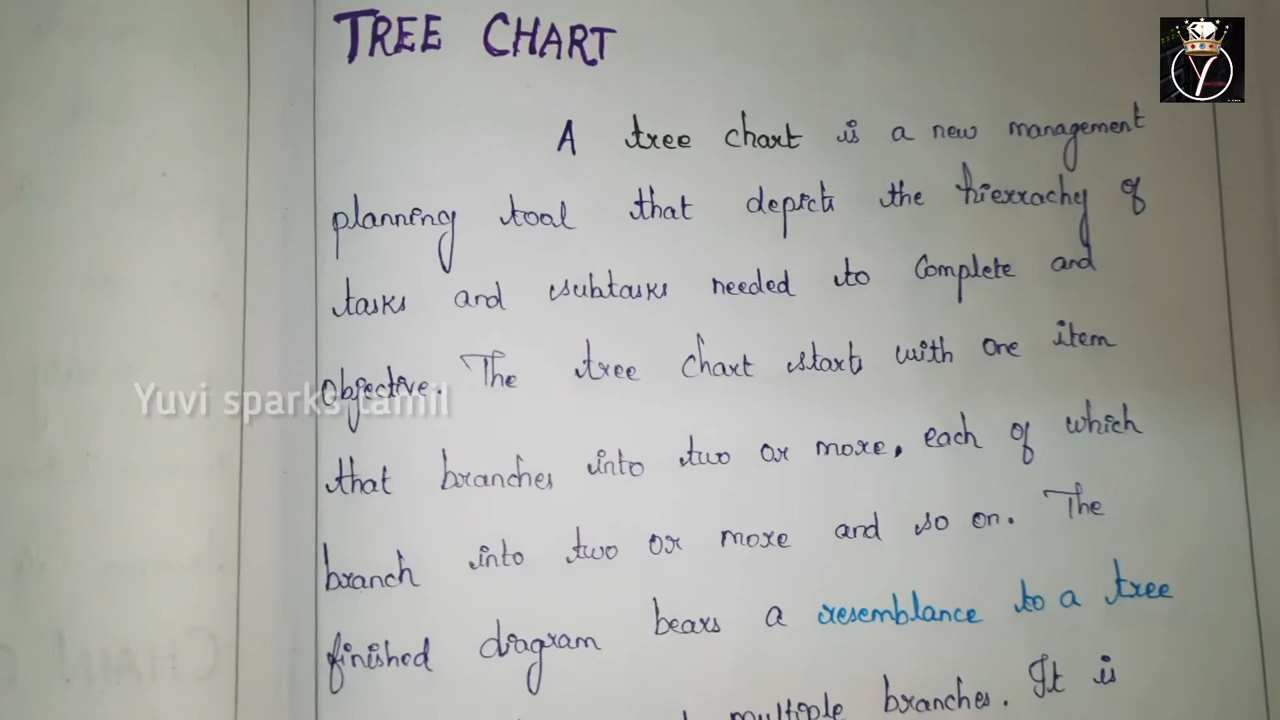 TREE CHART
A tree chart is a new management
planning tool that depicts the hierrachy of
tasks and subtasks needed to complete and
objective. The tree chart starts with one item
Yuvi sparks tamil
that branches into two or more, each of which
branch into two or more and so on. The
finished diagram bears a resemblance to a tree
multiple branches. It is
Y